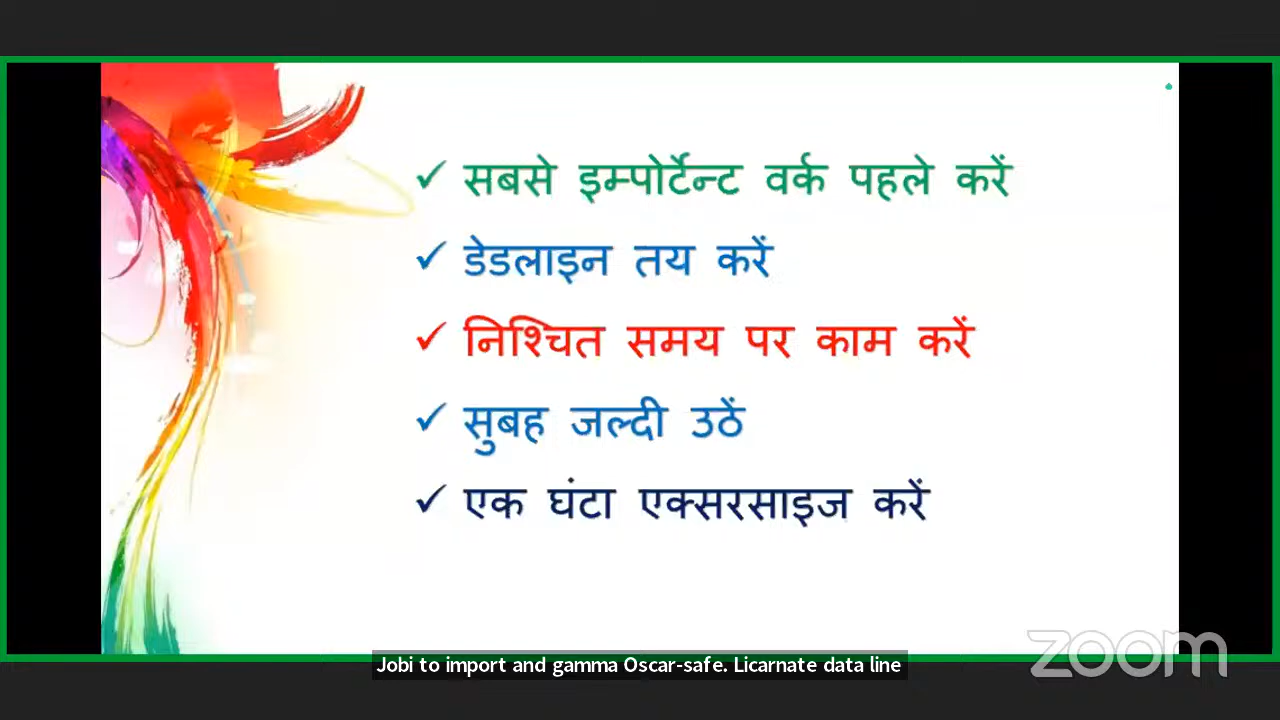 ✓ सबसे इम्पोर्टेन्ट वर्क पहले करें
✓ डेडलाइन तय करें
✓ निश्चित समय पर काम करें
✓ सुबह जल्दी उठें
✓ एक घंटा एक्सरसाइज करें
zoom
Jobi to import and gamma Oscar-safe. Licarnate data line